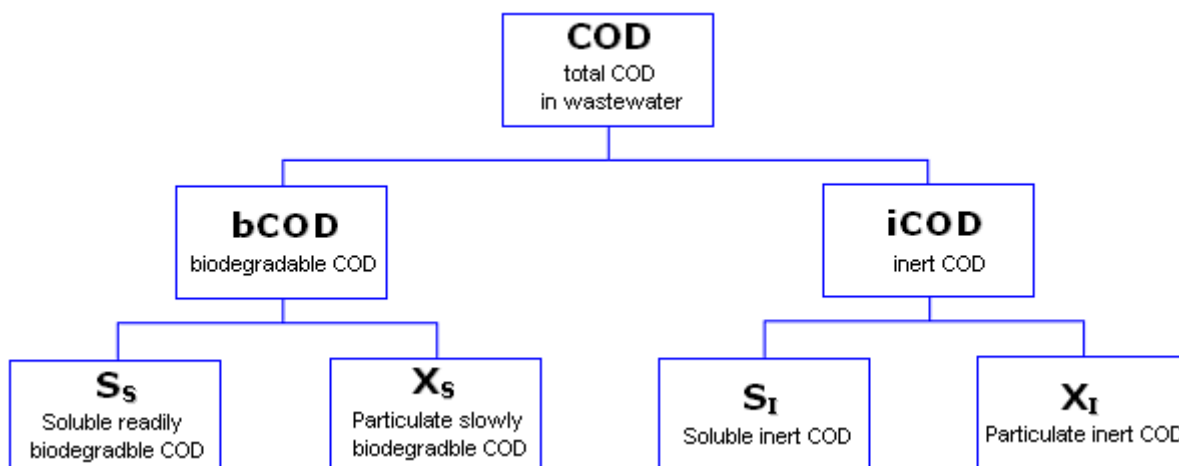 COD
total COD
in wastewater
bCOD
biodegradable COD
iCOD
inert COD
SS
Soluble readily
biodegradble COD
XS
Particulate slowly
biodegradble COD
SI
Soluble inert COD
XI
Particulate inert COD